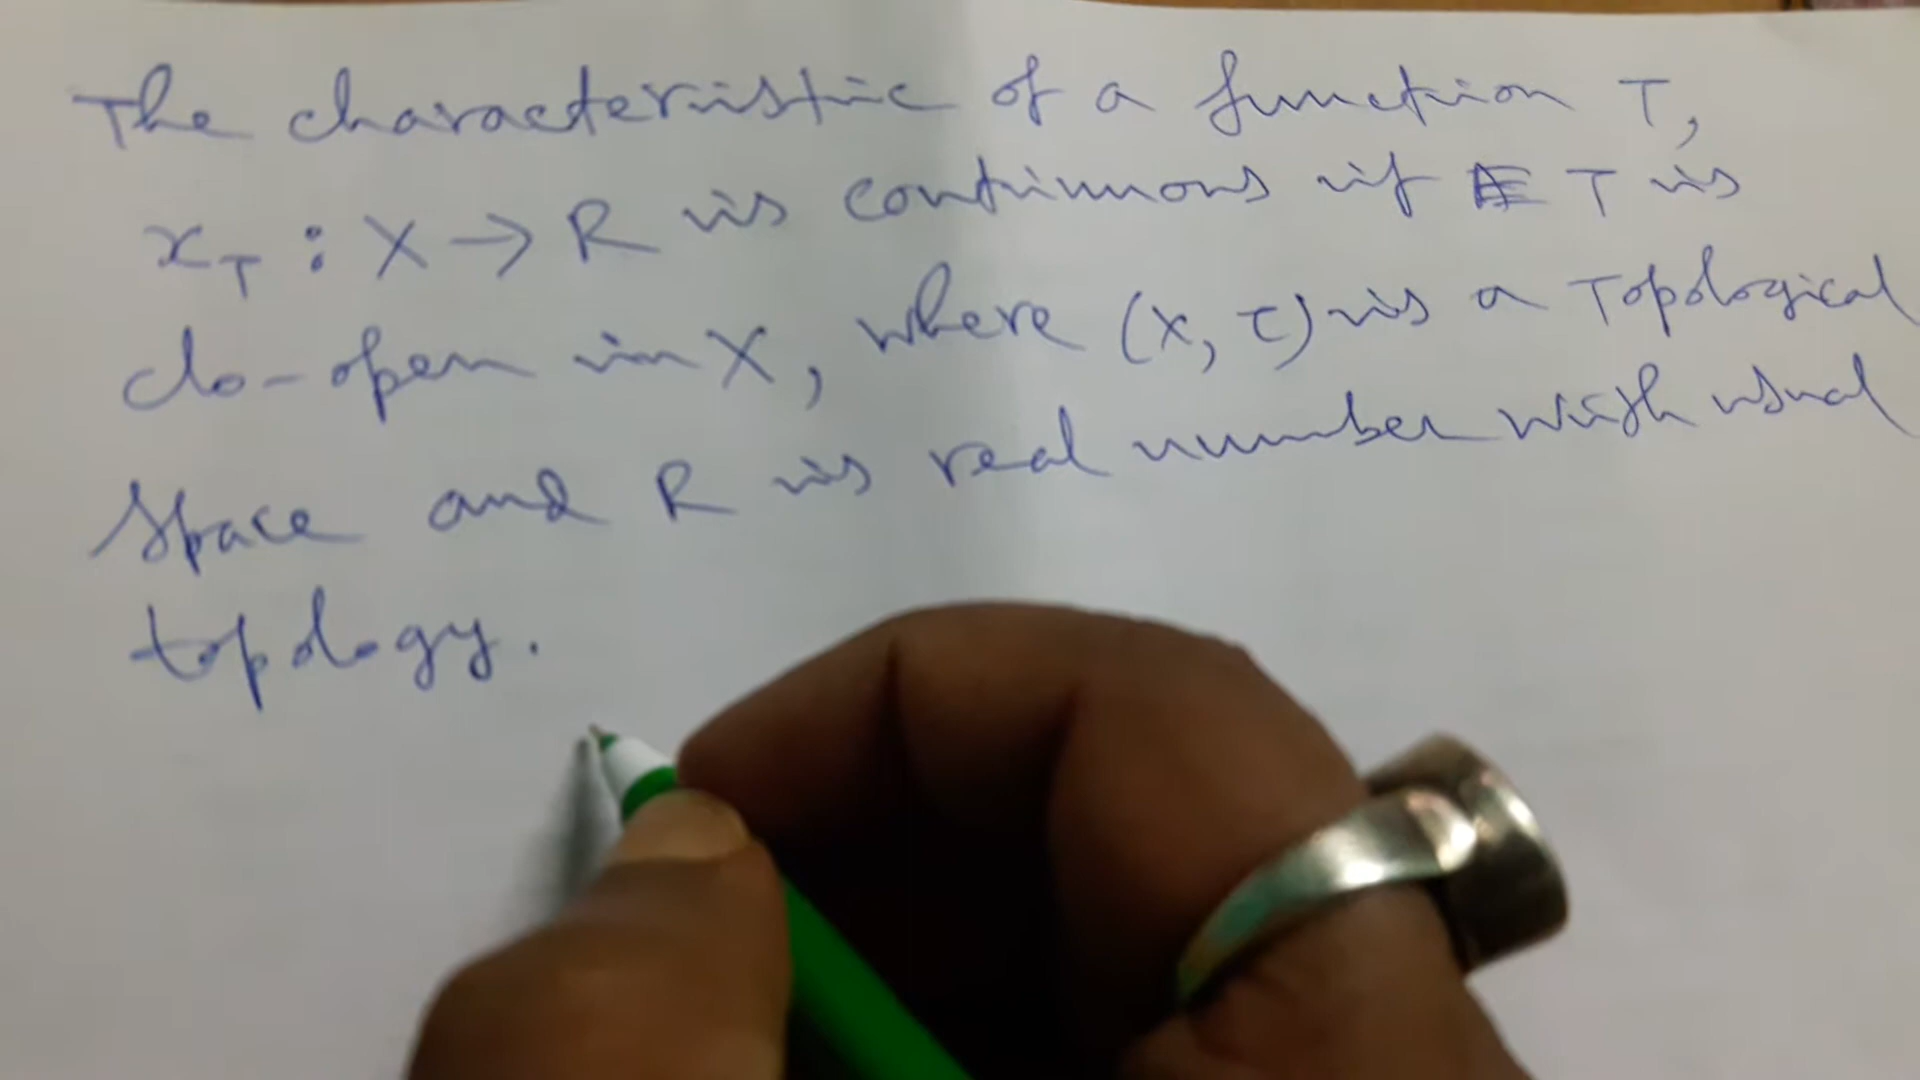 The characteristic of a function T,
x_T : X → R is continuous if T is
clo-open in X, where (X, τ) is a Topological
space and R is real number with usual
topology.